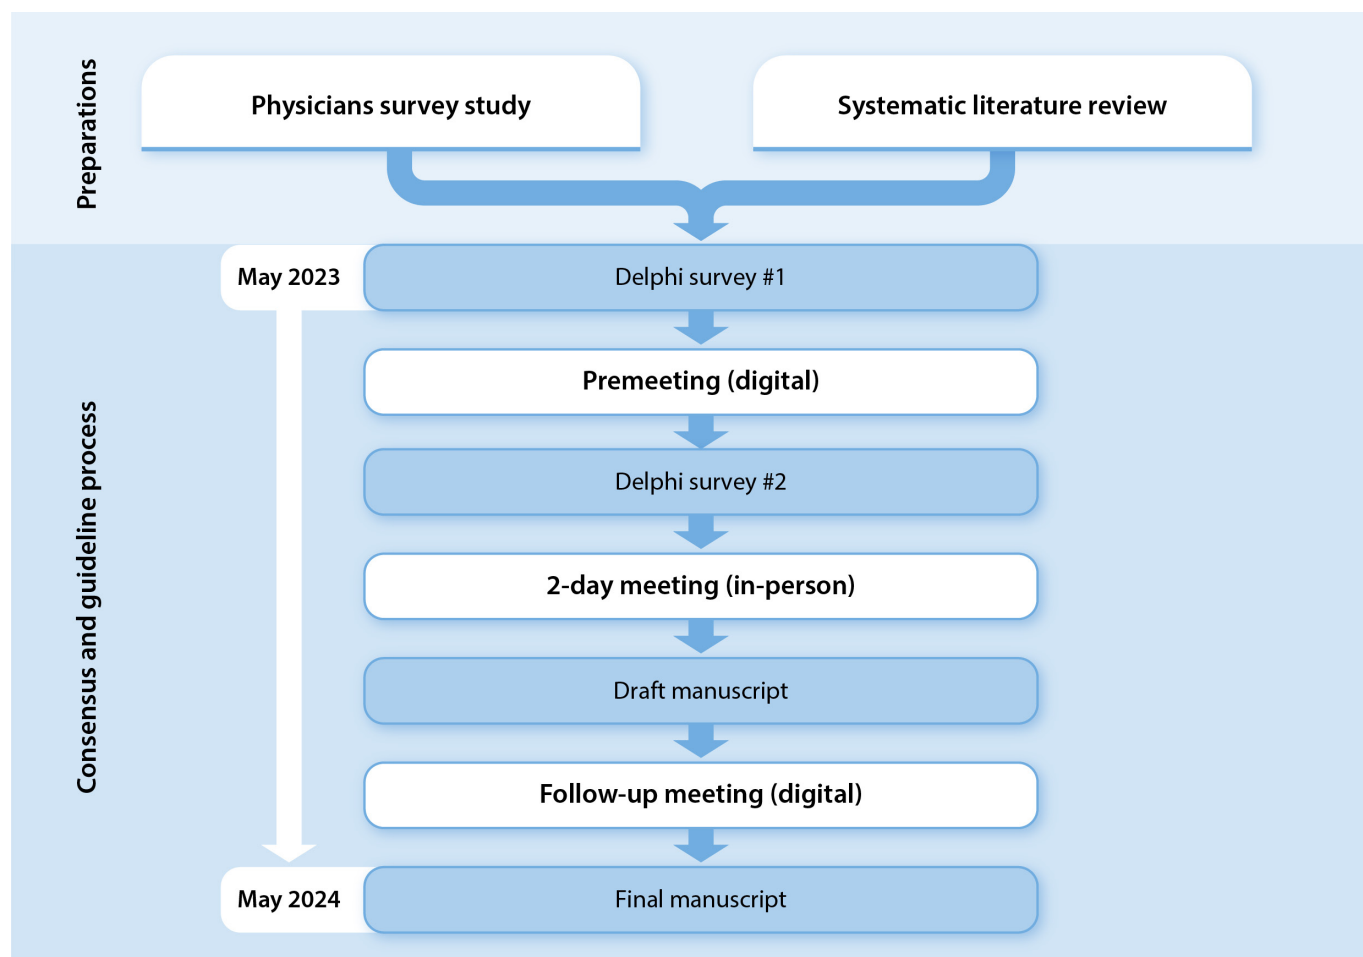 Preparations
Physicians survey study
Systematic literature review
Consensus and guideline process
May 2023
Delphi survey #1
Premeeting (digital)
Delphi survey #2
2-day meeting (in-person)
Draft manuscript
Follow-up meeting (digital)
May 2024
Final manuscript